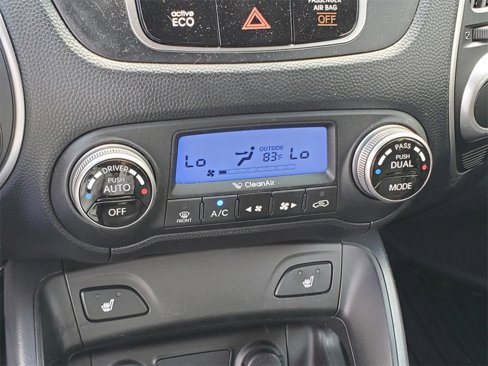 active
ECO
PASSENGER
AIR BAG
OFF
DRIVER
PUSH
AUTO
OFF
Lo
OUTSIDE
83F
Lo
CleanAir
FRONT
A/C
PASS
PUSH
DUAL
MODE